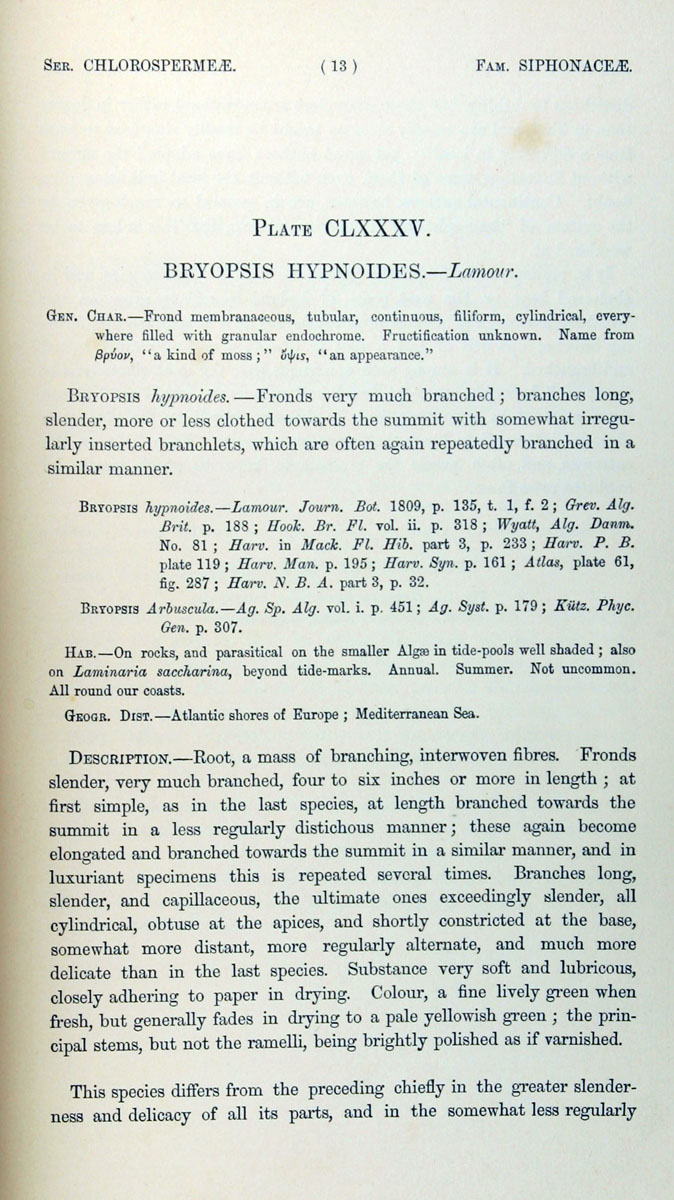 Ser. CHLOROSPERMEÆ. ( 13 ) Fam. SIPHONACEÆ.
Plate CLXXXV.
BRYOPSIS HYPNOIDES.—Lamour.
Gen. Char.—Frond membranaceous, tubular, continuous, filiform, cylindrical, every-
where filled with granular endochrome. Fructification unknown. Name from
βρύον, “a kind of moss ;” ὄψις, “an appearance.”
Bryopsis hypnoides.—Fronds very much branched ; branches long,
slender, more or less clothed towards the summit with somewhat irregu-
larly inserted branchlets, which are often again repeatedly branched in a
similar manner.
Bryopsis hypnoides.—Lamour. Journ. Bot. 1809, p. 135, t. 1, f. 2 ; Grev. Alg.
Brit. p. 188 ; Hook. Br. Fl. vol. ii. p. 318 ; Wyatt, Alg. Danm.
No. 81 ; Harv. in Mack. Fl. Hib. part 3, p. 233 ; Harv. P. B.
plate 119 ; Harv. Man. p. 195 ; Harv. Syn. p. 161 ; Atlas, plate 61,
fig. 287 ; Harv. N. B. A. part 3, p. 32.
Bryopsis Arbuscula.—Ag. Sp. Alg. vol. i. p. 451 ; Ag. Syst. p. 179 ; Kütz. Phyc.
Gen. p. 307.
Hab.—On rocks, and parasitical on the smaller Algæ in tide-pools well shaded ; also
on Laminaria saccharina, beyond tide-marks. Annual. Summer. Not uncommon.
All round our coasts.
Geogr. Dist.—Atlantic shores of Europe ; Mediterranean Sea.
Description.—Root, a mass of branching, interwoven fibres. Fronds
slender, very much branched, four to six inches or more in length ; at
first simple, as in the last species, at length branched towards the
summit in a less regularly distichous manner ; these again become
elongated and branched towards the summit in a similar manner, and in
luxuriant specimens this is repeated several times. Branches long,
slender, and capillaceous, the ultimate ones exceedingly slender, all
cylindrical, obtuse at the apices, and shortly constricted at the base,
somewhat more distant, more regularly alternate, and much more
delicate than in the last species. Substance very soft and lubricous,
closely adhering to paper in drying. Colour, a fine lively green when
fresh, but generally fades in drying to a pale yellowish green ; the prin-
cipal stems, but not the ramelli, being brightly polished as if varnished.
This species differs from the preceding chiefly in the greater slender-
ness and delicacy of all its parts, and in the somewhat less regularly